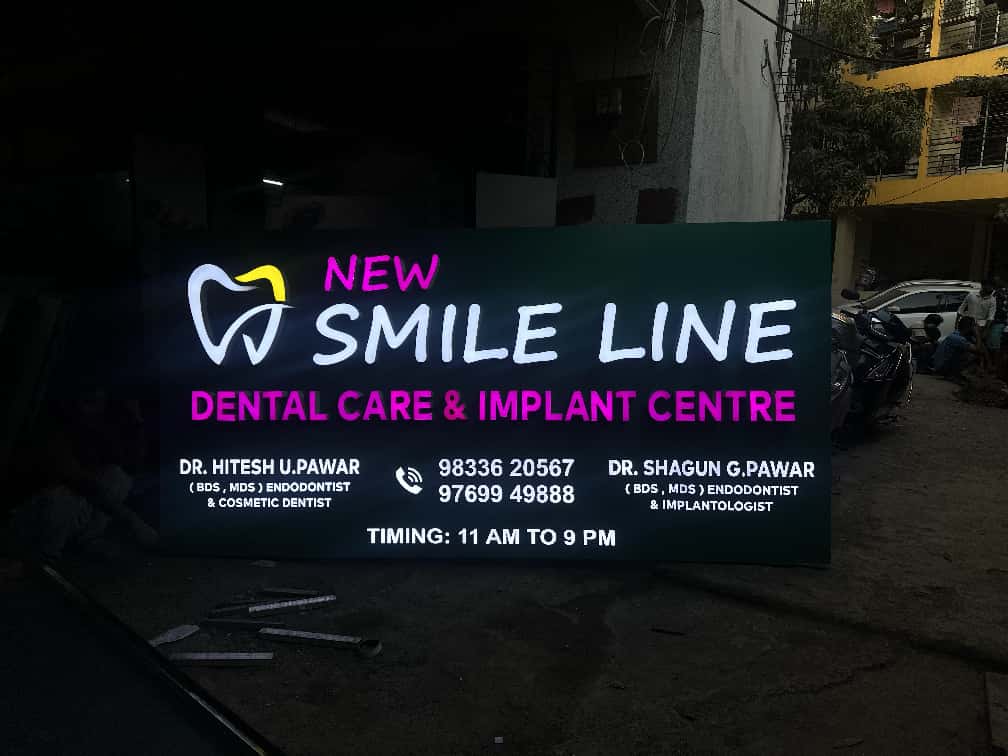 NEW
SMILE LINE
DENTAL CARE & IMPLANT CENTRE
DR. HITESH U.PAWAR
( BDS , MDS ) ENDODONTIST
& COSMETIC DENTIST
98336 20567
97699 49888
DR. SHAGUN G.PAWAR
( BDS , MDS ) ENDODONTIST
& IMPLANTOLOGIST
TIMING: 11 AM TO 9 PM